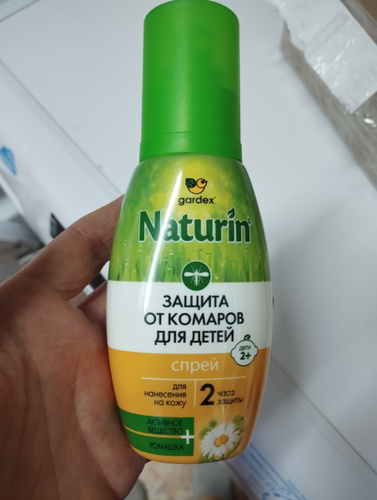 gardex
Naturin
ЗАЩИТА
ОТ КОМАРОВ
ДЛЯ ДЕТЕЙ
спрей
ДЕТИ
2+
для нанесения на кожу
2 часа защиты
АКТИВНОЕ
ВЕЩЕСТВО
+
РОМАШКА